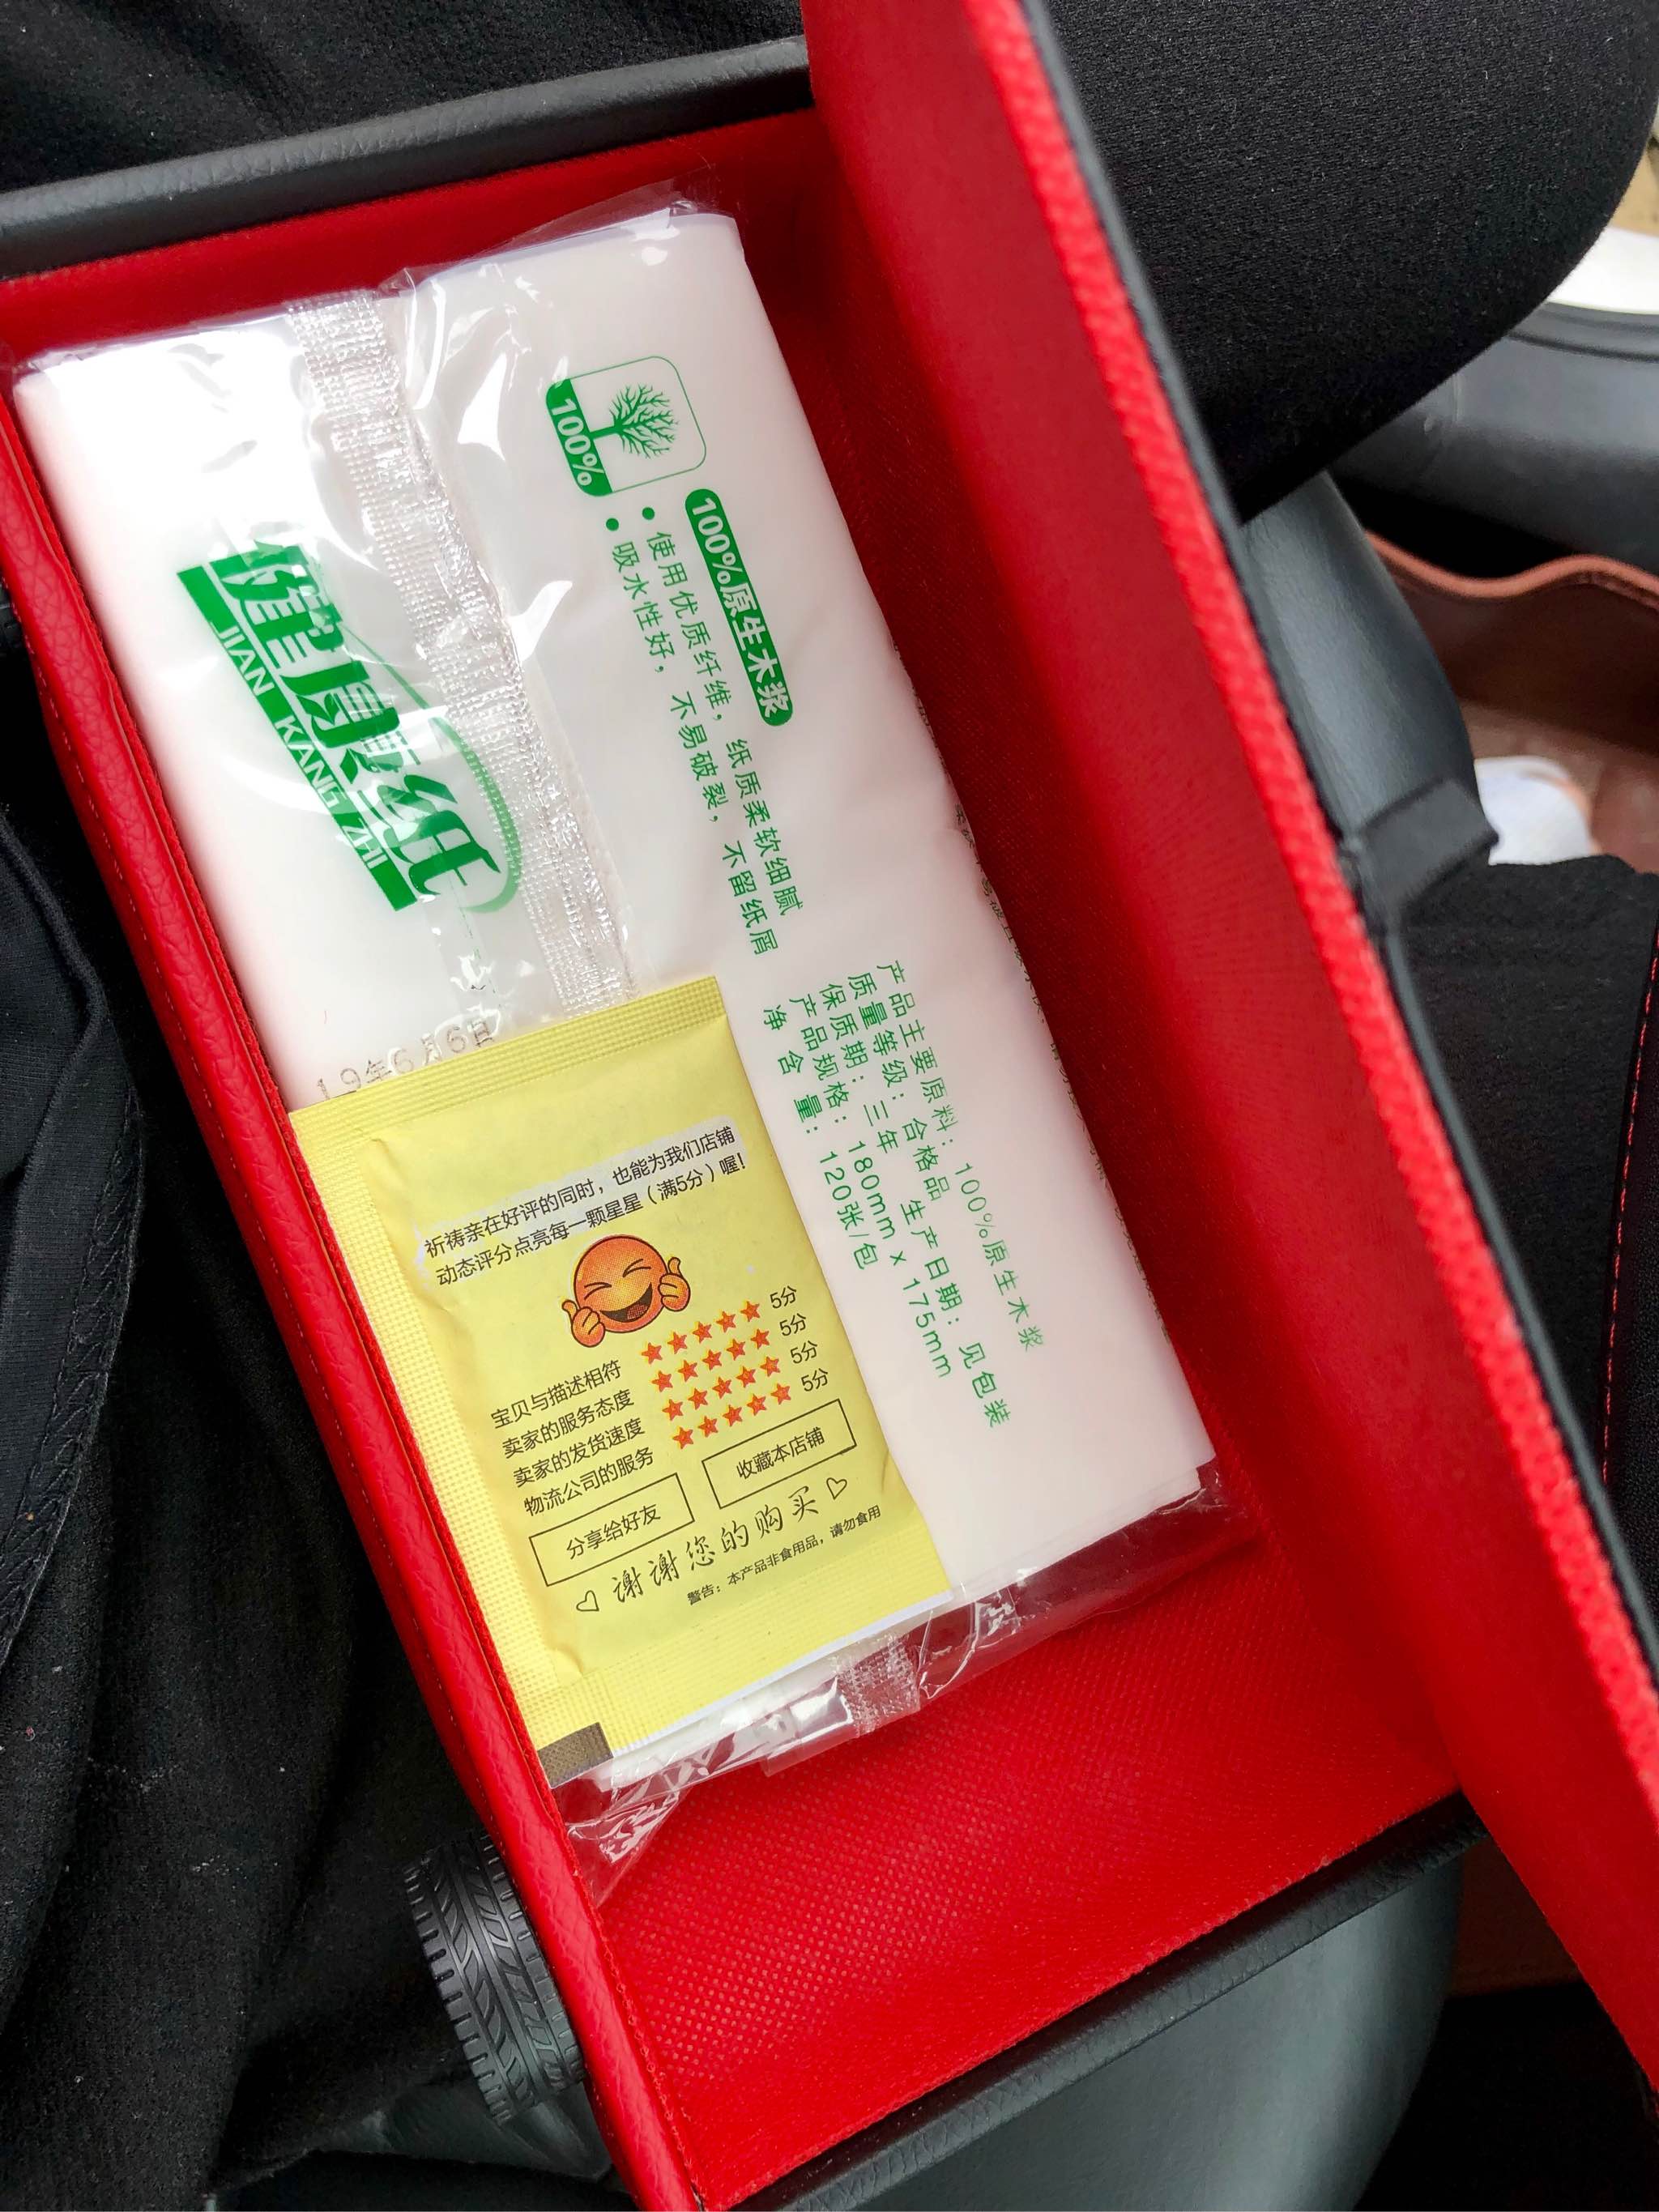 健康纸
JIAN KANG ZHI
100%
100%原生木浆
• 使用优质纤维，纸质柔软细腻
• 吸水性好，不易破裂，不留纸屑
产品主要原料：100%原生木浆
质量等级：合格品 生产日期：见包装
保质期：三年
产品规格：180mm x 175mm
净含量：120张/包
19年6月6日
祈祷亲在好评的同时，也能为我们店铺
动态评分点亮每一颗星星（满5分）喔！
宝贝与描述相符 ★★★★★ 5分
卖家的服务态度 ★★★★★ 5分
卖家的发货速度 ★★★★★ 5分
物流公司的服务 ★★★★★ 5分
分享给好友 收藏本店铺
♡ 谢谢您的购买 ♡
警告：本产品非食用品，请勿食用